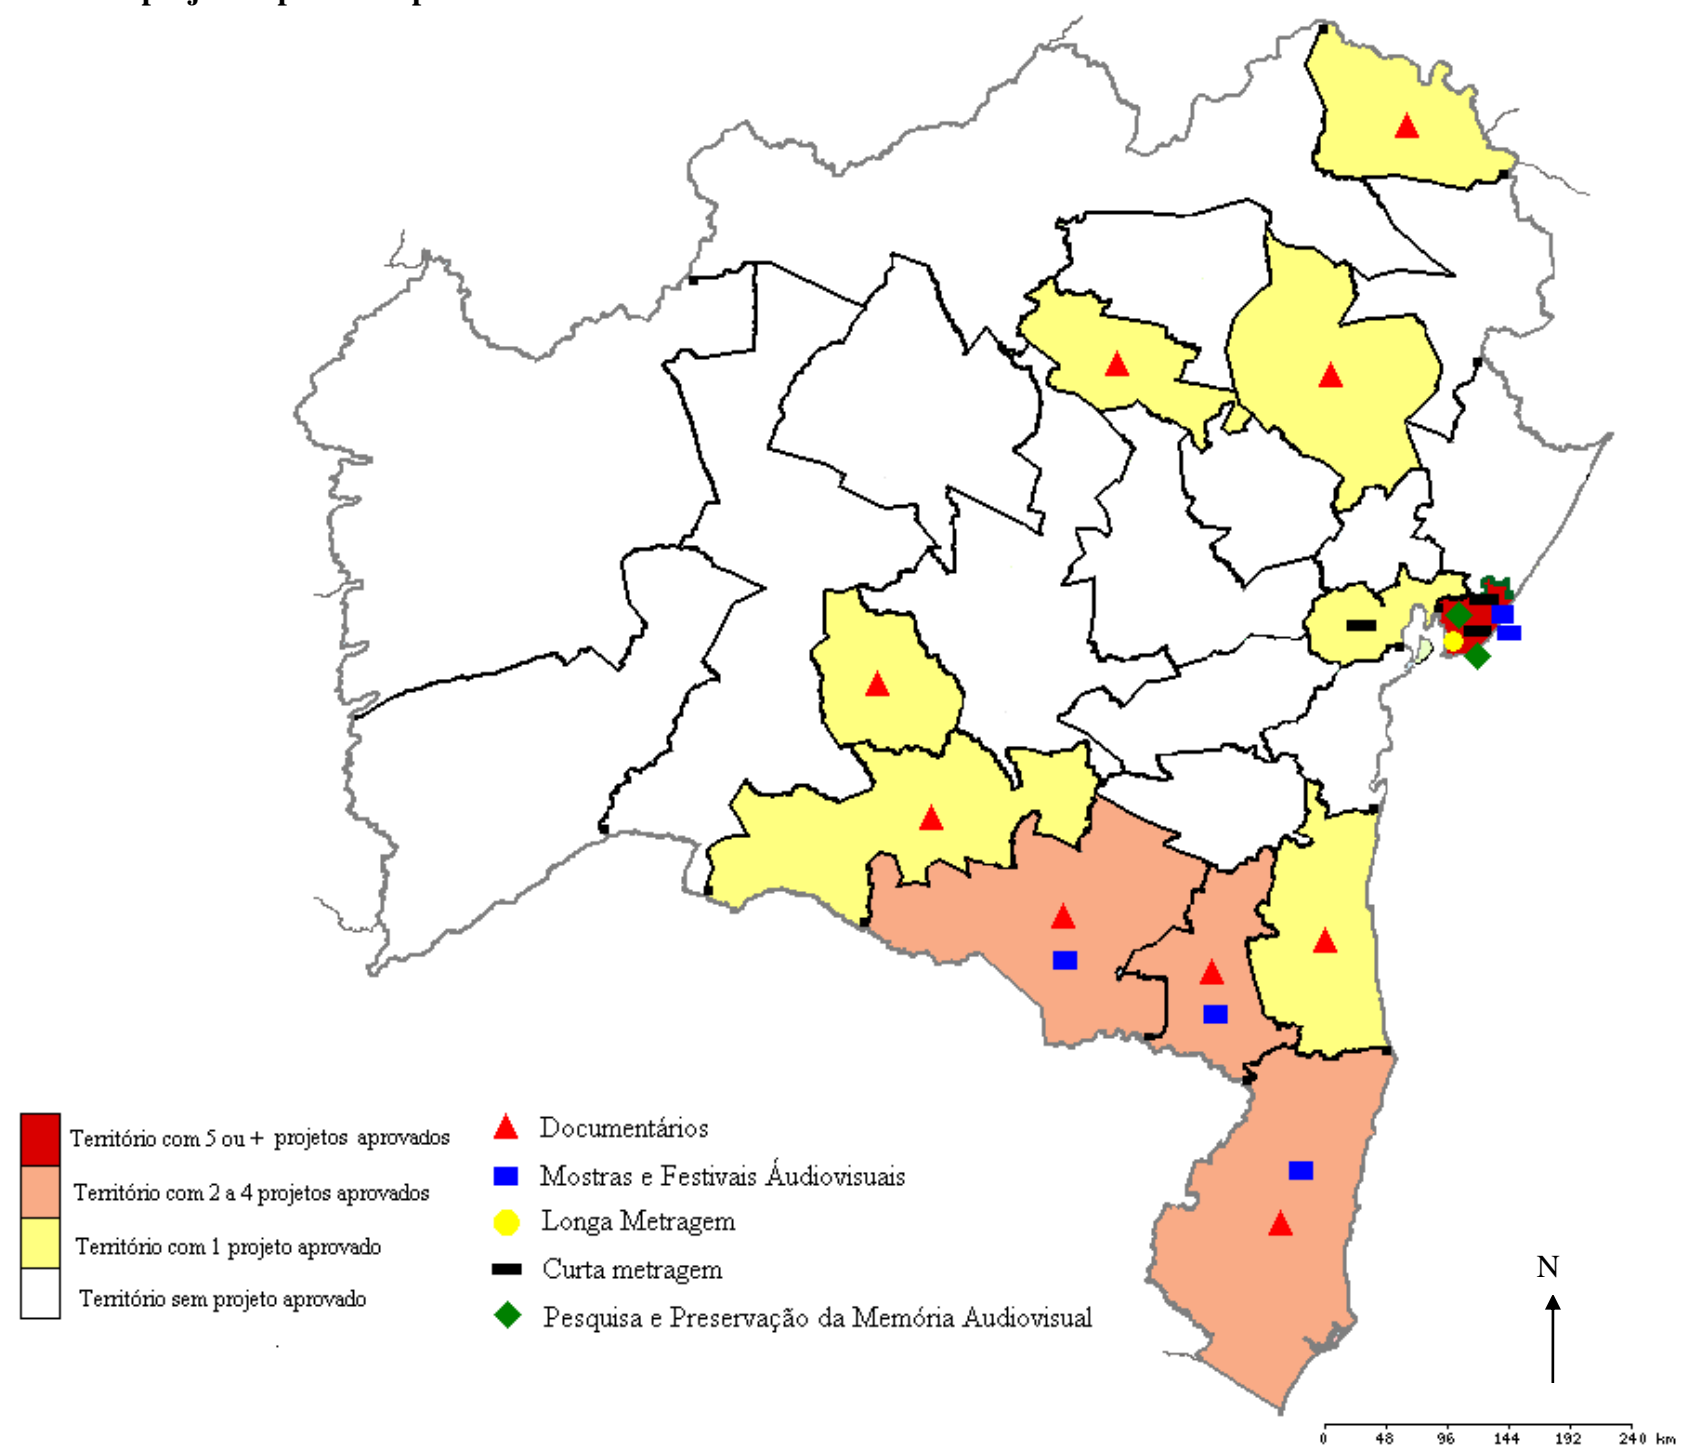 Território com 5 ou + projetos aprovados
Território com 2 a 4 projetos aprovados
Território com 1 projeto aprovado
Território sem projeto aprovado
Documentários
Mostras e Festivais Áudiovisuais
Longa Metragem
Curta metragem
Pesquisa e Preservação da Memória Audiovisual
N
0 48 96 144 192 240 km